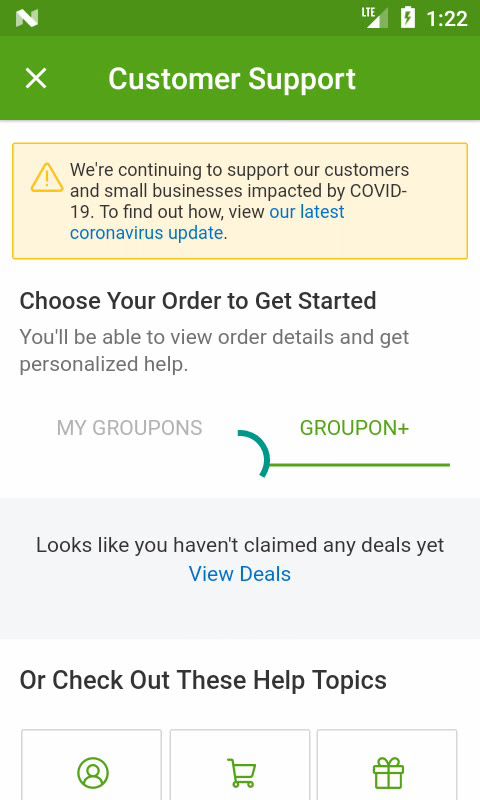 LTE 1:22
Customer Support
We're continuing to support our customers
and small businesses impacted by COVID-
19. To find out how, view our latest
coronavirus update.
Choose Your Order to Get Started
You'll be able to view order details and get
personalized help.
MY GROUPONS GROUPON+
Looks like you haven't claimed any deals yet
View Deals
Or Check Out These Help Topics